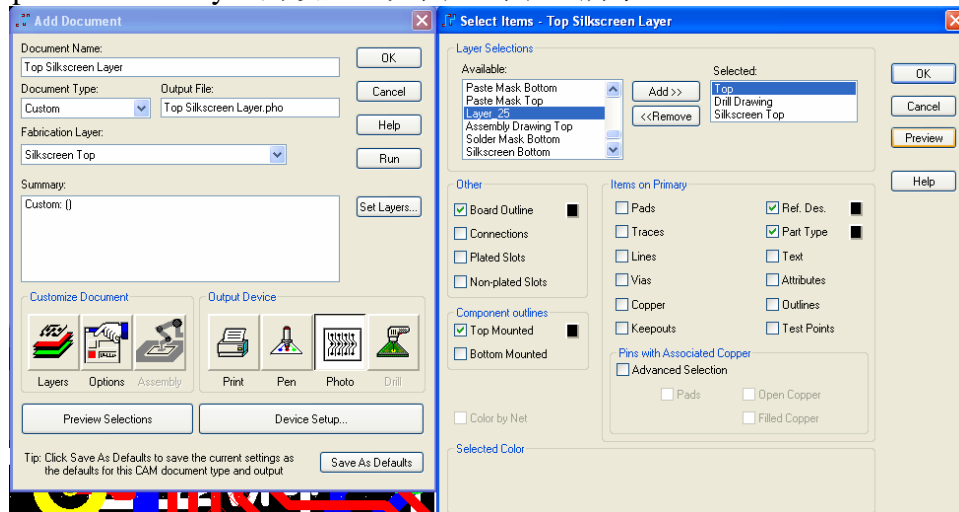 Add Document
Document Name:
Top Silkscreen Layer
Document Type:
Output File:
Custom
Top Silkscreen Layer.pho
Fabrication Layer:
Silkscreen Top
Summary:
Custom: ()
OK
Cancel
Help
Run
Set Layers...
Customize Document
Layers
Options
Assembly
Output Device
Print
Pen
Photo
Drill
Preview Selections
Device Setup...
Tip: Click Save As Defaults to save the current settings as
the defaults for this CAM document type and output
Save As Defaults
Select Items - Top Silkscreen Layer
Layer Selections
Available:
Paste Mask Bottom
Paste Mask Top
Layer_25
Assembly Drawing Top
Solder Mask Bottom
Silkscreen Bottom
Add >>
<<Remove
Selected:
Top
Drill Drawing
Silkscreen Top
OK
Cancel
Preview
Help
Other
Board Outline
Connections
Plated Slots
Non-plated Slots
Component outlines
Top Mounted
Bottom Mounted
Color by Net
Items on Primary
Pads
Traces
Lines
Vias
Copper
Keepouts
Ref. Des.
Part Type
Text
Attributes
Outlines
Test Points
Pins with Associated Copper
Advanced Selection
Pads
Open Copper
Filled Copper
Selected Color